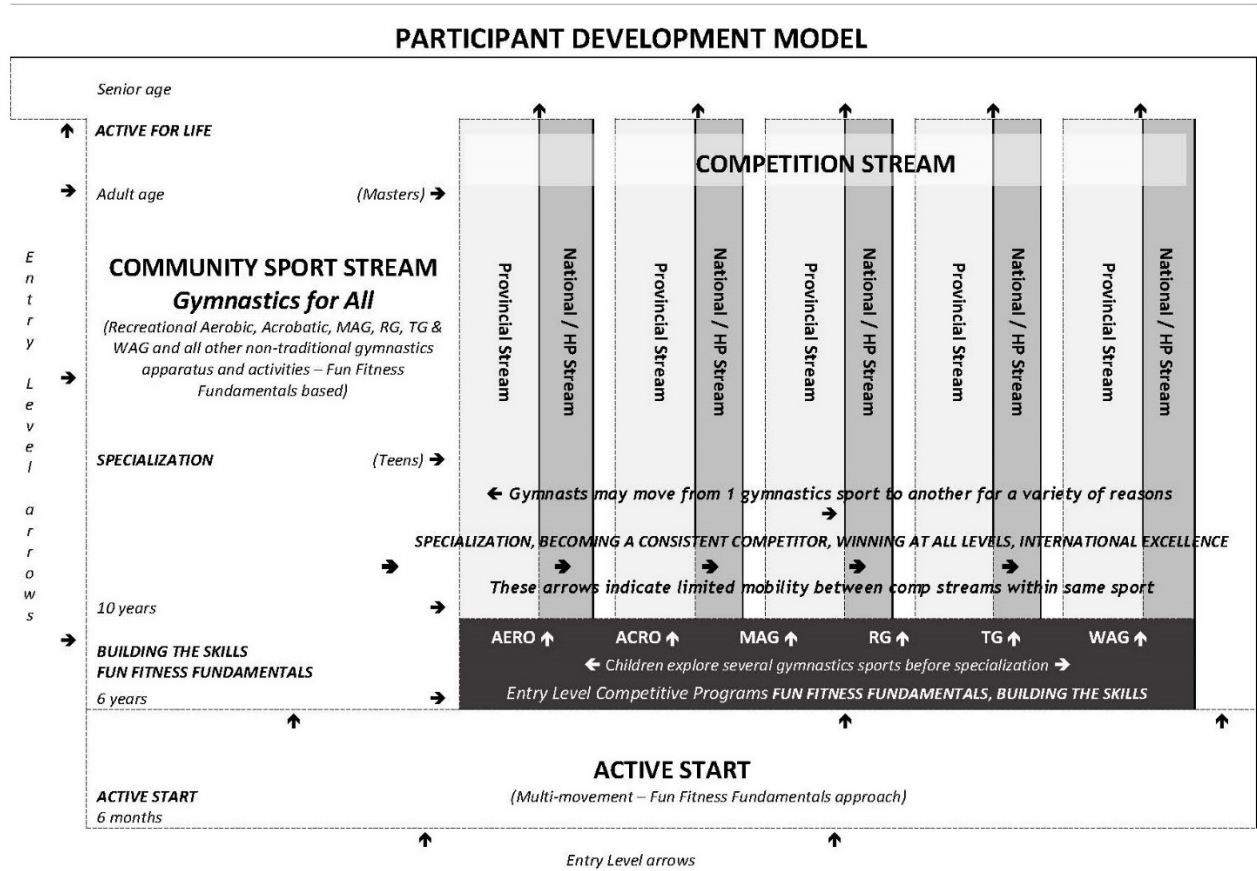 PARTICIPANT DEVELOPMENT MODEL
Senior age
ACTIVE FOR LIFE
Adult age
(Masters)
Entry Level arrows
COMMUNITY SPORT STREAM
Gymnastics for All
(Recreational Aerobic, Acrobatic, MAG, RG, TG &
WAG and all other non-traditional gymnastics
apparatus and activities – Fun Fitness
Fundamentals based)
SPECIALIZATION
(Teens)
10 years
BUILDING THE SKILLS
FUN FITNESS FUNDAMENTALS
6 years
COMPETITION STREAM
Provincial Stream
National / HP Stream
Provincial Stream
National / HP Stream
Provincial Stream
National / HP Stream
Provincial Stream
National / HP Stream
Provincial Stream
National / HP Stream
Gymnasts may move from 1 gymnastics sport to another for a variety of reasons
SPECIALIZATION, BECOMING A CONSISTENT COMPETITOR, WINNING AT ALL LEVELS, INTERNATIONAL EXCELLENCE
These arrows indicate limited mobility between comp streams within same sport
AERO ACRO MAG RG TG WAG
Children explore several gymnastics sports before specialization
Entry Level Competitive Programs FUN FITNESS FUNDAMENTALS, BUILDING THE SKILLS
ACTIVE START
(Multi-movement – Fun Fitness Fundamentals approach)
ACTIVE START
6 months
Entry Level arrows